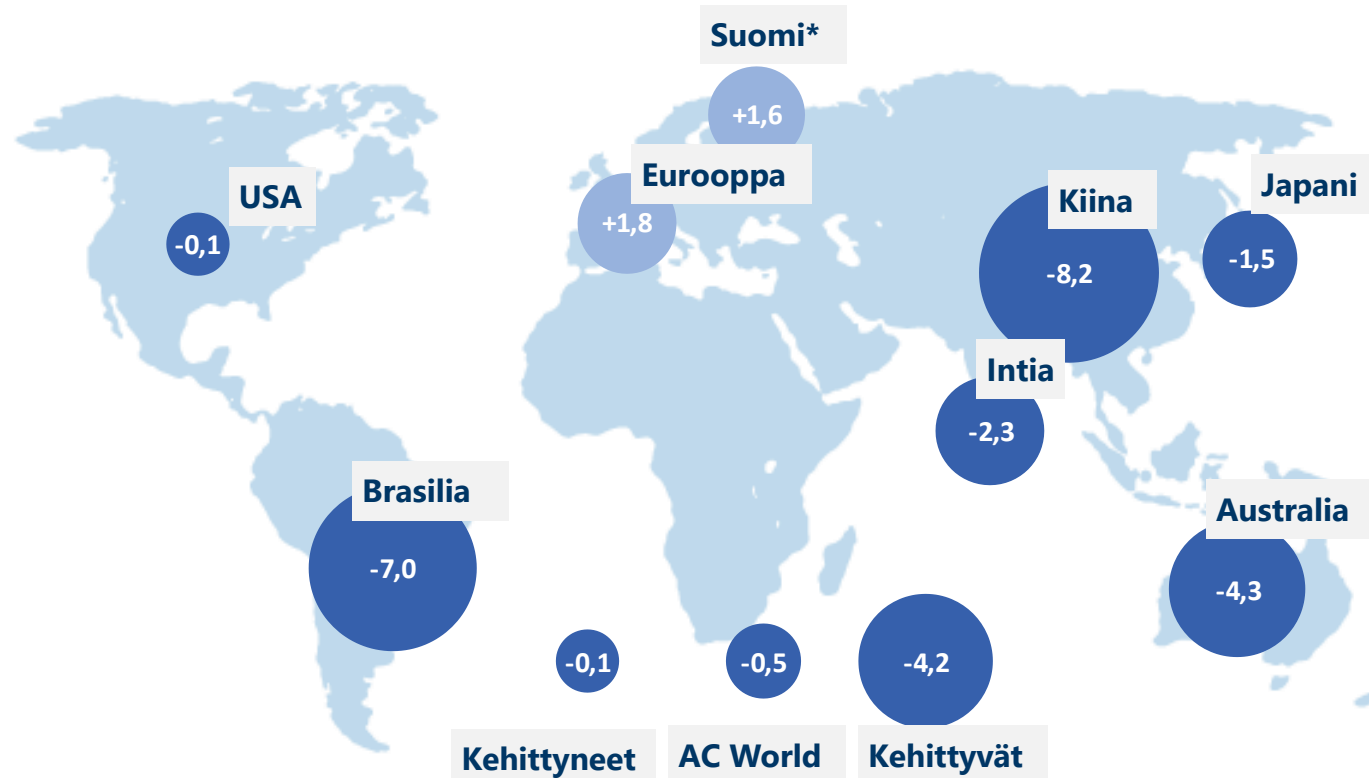 Suomi*
+1,6
Eurooppa
+1,8
USA
-0,1
Kiina
-8,2
Japani
-1,5
Intia
-2,3
Brasilia
-7,0
Australia
-4,3
-0,1
Kehittyneet
-0,5
AC World
-4,2
Kehittyvät